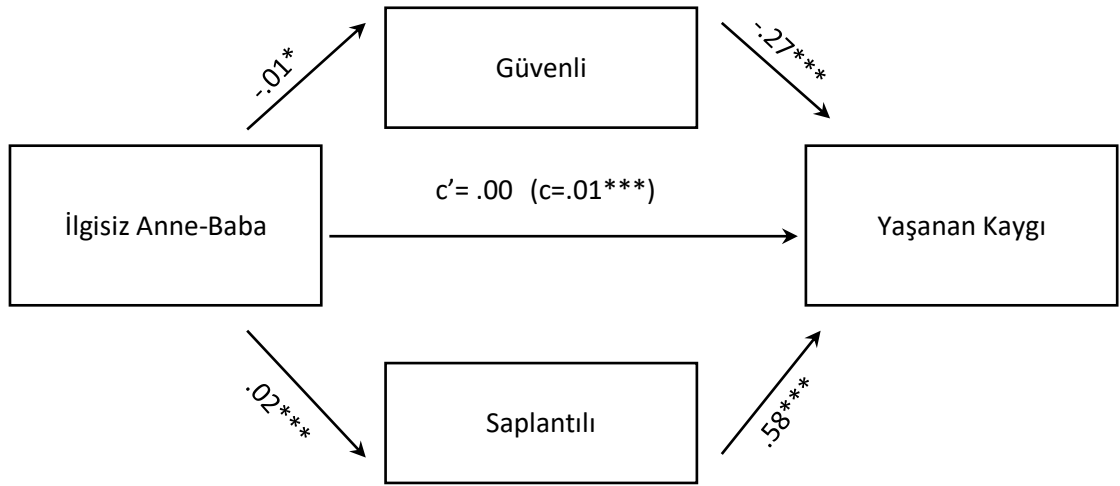 Güvenli
-.01*
-.27***
c’= .00 (c=.01***)
İlgisiz Anne-Baba
Yaşanan Kaygı
.02***
.58***
Saplantılı